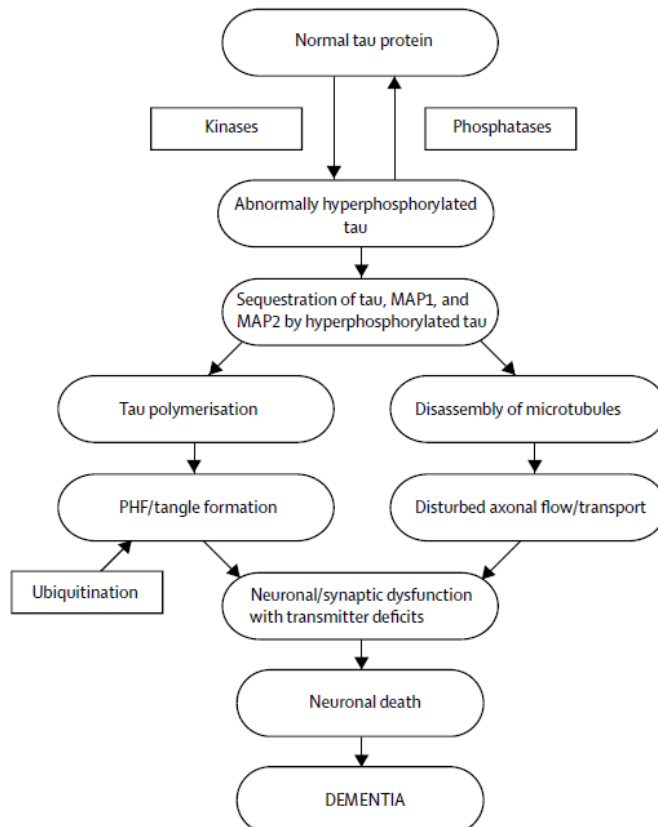 Normal tau protein
Kinases
Phosphatases
Abnormally hyperphosphorylated
tau
Sequestration of tau, MAP1, and
MAP2 by hyperphosphorylated tau
Tau polymerisation
Disassembly of microtubules
PHF/tangle formation
Disturbed axonal flow/transport
Ubiquitination
Neuronal/synaptic dysfunction
with transmitter deficits
Neuronal death
DEMENTIA